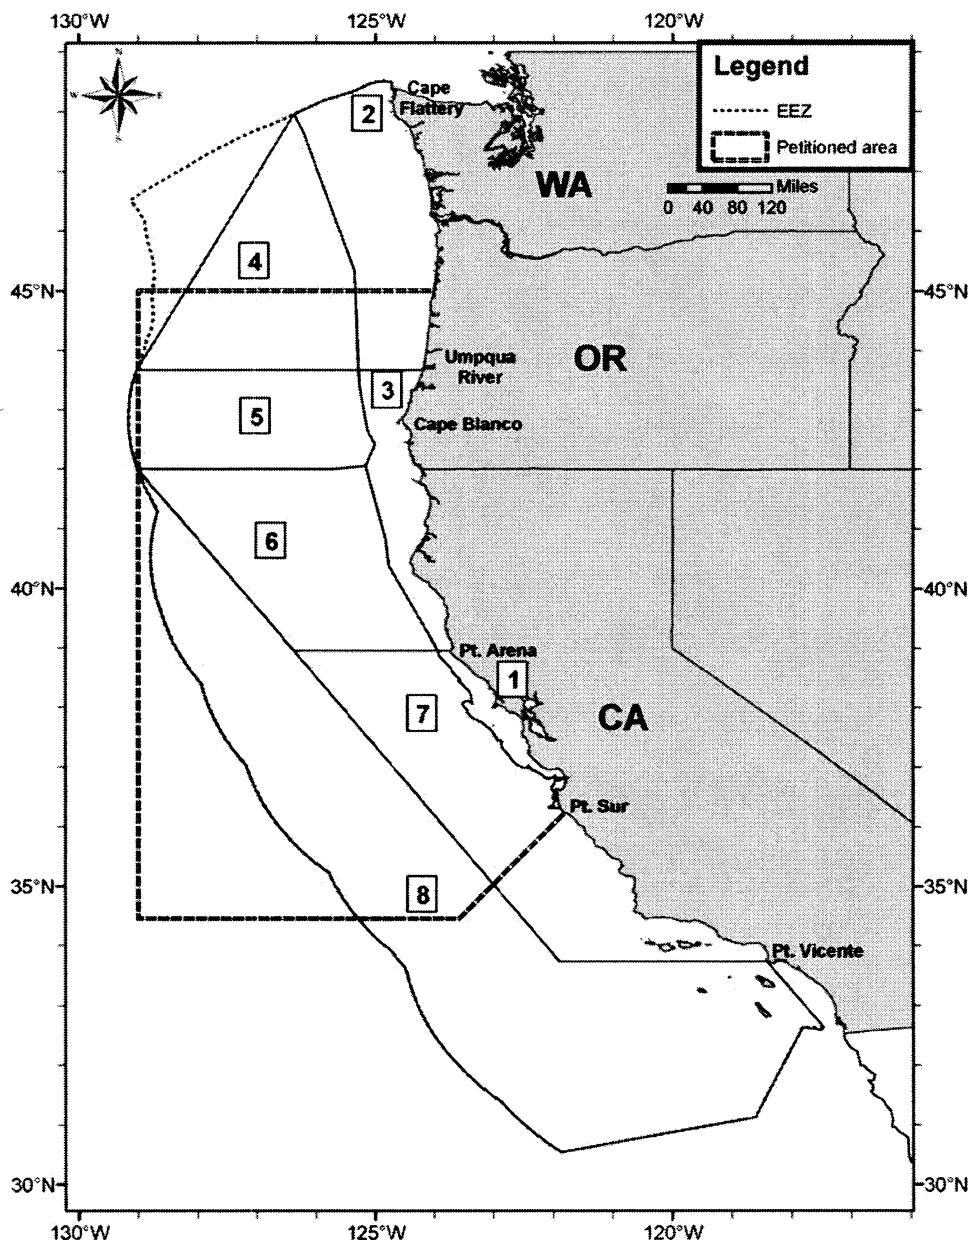 130°W 125°W 120°W
Legend
EEZ
Petitioned area
Miles
0 40 80 120
N
W E
S
Cape
Flattery
2
WA
4
45°N 45°N
Umpqua
River
OR
3
5
Cape Blanco
6
40°N 40°N
Pt. Arena
1
7
CA
Pt. Sur
35°N 35°N
8
Pt. Vicente
30°N 30°N
130°W 125°W 120°W